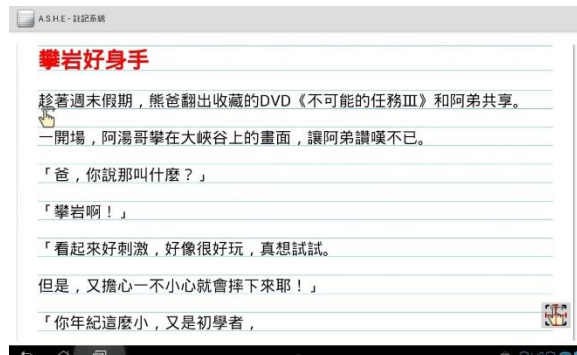 A.S.H.E - 註記系統
攀岩好身手
趁著週末假期，熊爸翻出收藏的DVD《不可能的任務Ⅲ》和阿弟共享。
一開場，阿湯哥攀在大峽谷上的畫面，讓阿弟讚嘆不已。
「爸，你說那叫什麼？」
「攀岩啊！」
「看起來好刺激，好像很好玩，真想試試。
但是，又擔心一不小心就會摔下來耶！」
「你年紀這麼小，又是初學者，